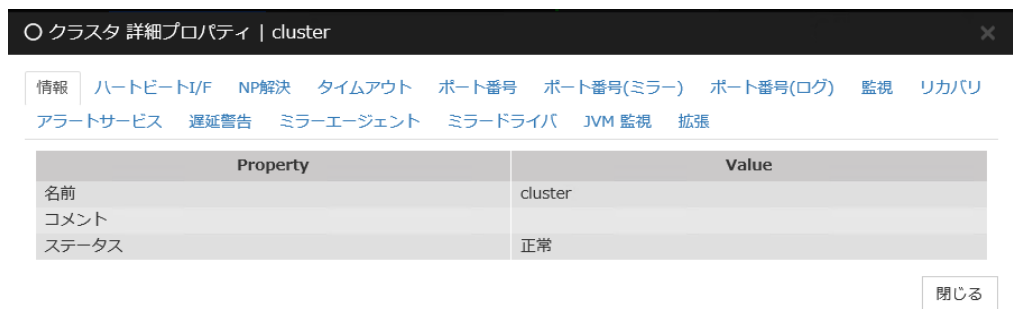 クラスタ 詳細プロパティ | cluster ×
情報 ハートビートI/F NP解決 タイムアウト ポート番号 ポート番号(ミラー) ポート番号(ログ) 監視 リカバリ
アラートサービス 遅延警告 ミラーエージェント ミラードライバ JVM 監視 拡張
Property Value
名前 cluster
コメント
ステータス 正常
閉じる